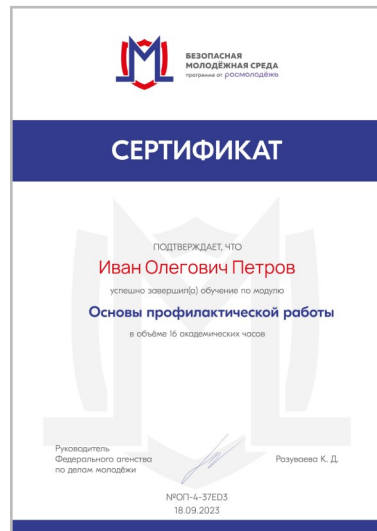 БЕЗОПАСНАЯ
МОЛОДЁЖНАЯ СРЕДА
программа от росмолодёжь
СЕРТИФИКАТ
ПОДТВЕРЖДАЕТ, ЧТО
Иван Олегович Петров
успешно завершил(а) обучение по модулю
Основы профилактической работы
в объёме 16 академических часов
Руководитель
Федерального агенства
по делам молодёжи
Разуваева К. Д.
№ОП-4-37ED3
18.09.2023